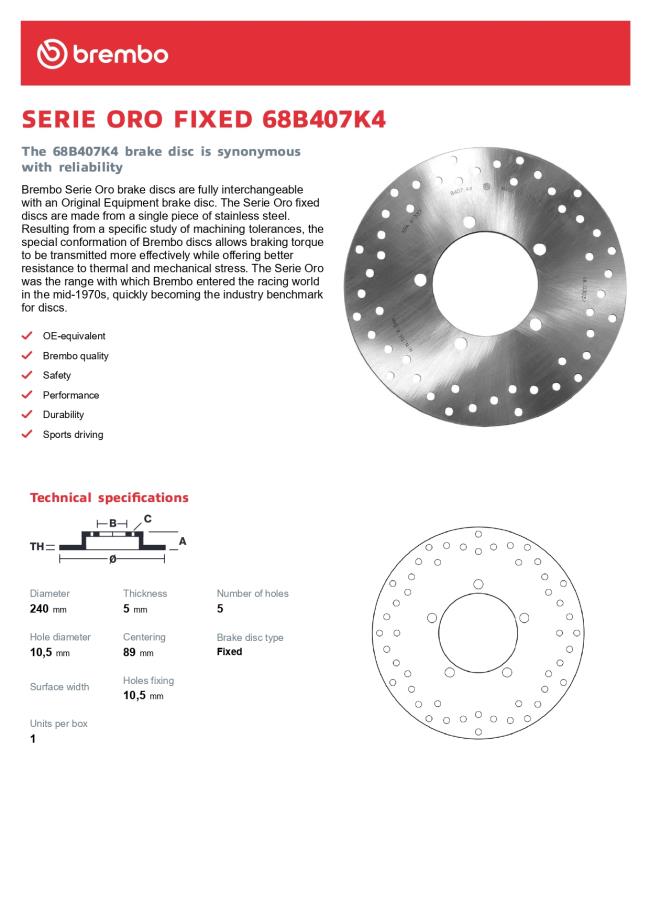 brembo
SERIE ORO FIXED 68B407K4
The 68B407K4 brake disc is synonymous
with reliability
Brembo Serie Oro brake discs are fully interchangeable
with an Original Equipment brake disc. The Serie Oro fixed
discs are made from a single piece of stainless steel.
Resulting from a specific study of machining tolerances, the
special conformation of Brembo discs allows braking torque
to be transmitted more effectively while offering better
resistance to thermal and mechanical stress. The Serie Oro
was the range with which Brembo entered the racing world
in the mid-1970s, quickly becoming the industry benchmark
for discs.
OE-equivalent
Brembo quality
Safety
Performance
Durability
Sports driving
Technical specifications
B
C
TH
A
Ø
Diameter
240 mm
Thickness
5 mm
Number of holes
5
Hole diameter
10,5 mm
Centering
89 mm
Brake disc type
Fixed
Surface width
Holes fixing
10,5 mm
Units per box
1